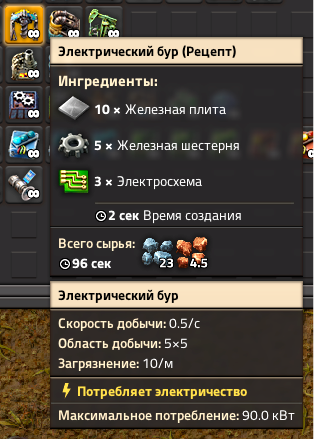 Электрический бур (Рецепт)
Ингредиенты:
10 × Железная плита
5 × Железная шестерня
3 × Электросхема
2 сек Время создания
Всего сырья:
96 сек
23
4.5
Электрический бур
Скорость добычи: 0.5/с
Область добычи: 5×5
Загрязнение: 10/м
Потребляет электричество
Максимальное потребление: 90.0 кВт